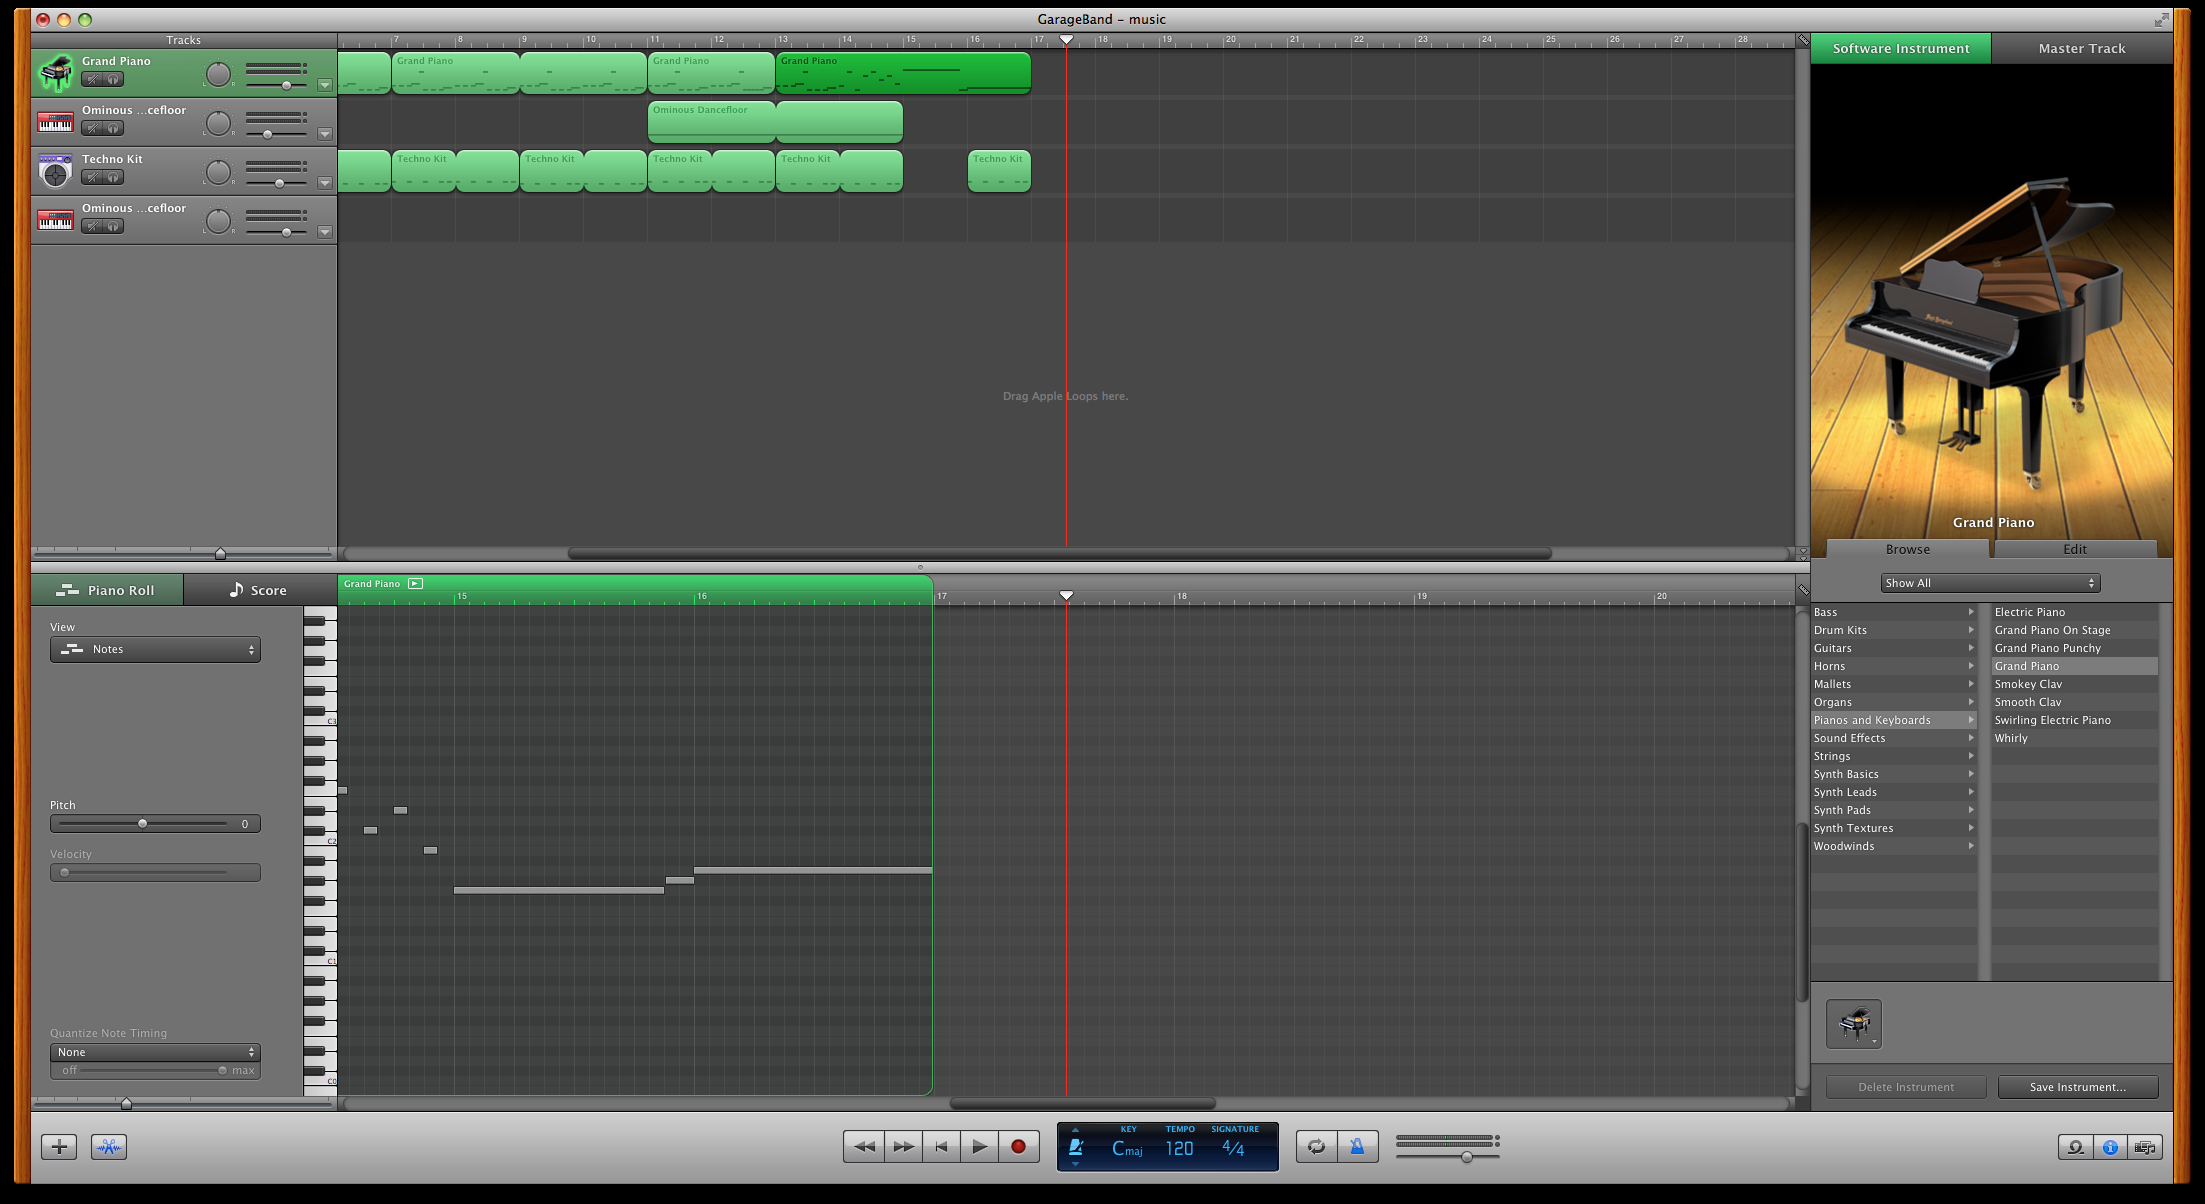 GarageBand – music
Tracks
7 8 9 10 11 12 13 14 15 16 17 18 19 20 21 22 23 24 25 26 27 28
Software Instrument
Master Track
Grand Piano
L R
Grand Piano
Grand Piano
Grand Piano
Ominous ...cefloor
L R
Ominous Dancefloor
Techno Kit
L R
Techno Kit
Techno Kit
Techno Kit
Techno Kit
Techno Kit
Ominous ...cefloor
L R
Drag Apple Loops here.
Grand Piano
Browse
Edit
Show All
Piano Roll
Score
Grand Piano
15 16 17 18 19 20
View
Notes
Pitch
0
Velocity
Quantize Note Timing
None
off max
C3
C2
C1
C0
Bass
Drum Kits
Guitars
Horns
Mallets
Organs
Pianos and Keyboards
Sound Effects
Strings
Synth Basics
Synth Leads
Synth Pads
Synth Textures
Woodwinds
Electric Piano
Grand Piano On Stage
Grand Piano Punchy
Grand Piano
Smokey Clav
Smooth Clav
Swirling Electric Piano
Whirly
Delete Instrument
Save Instrument...
KEY TEMPO SIGNATURE
Cmaj 120 4/4